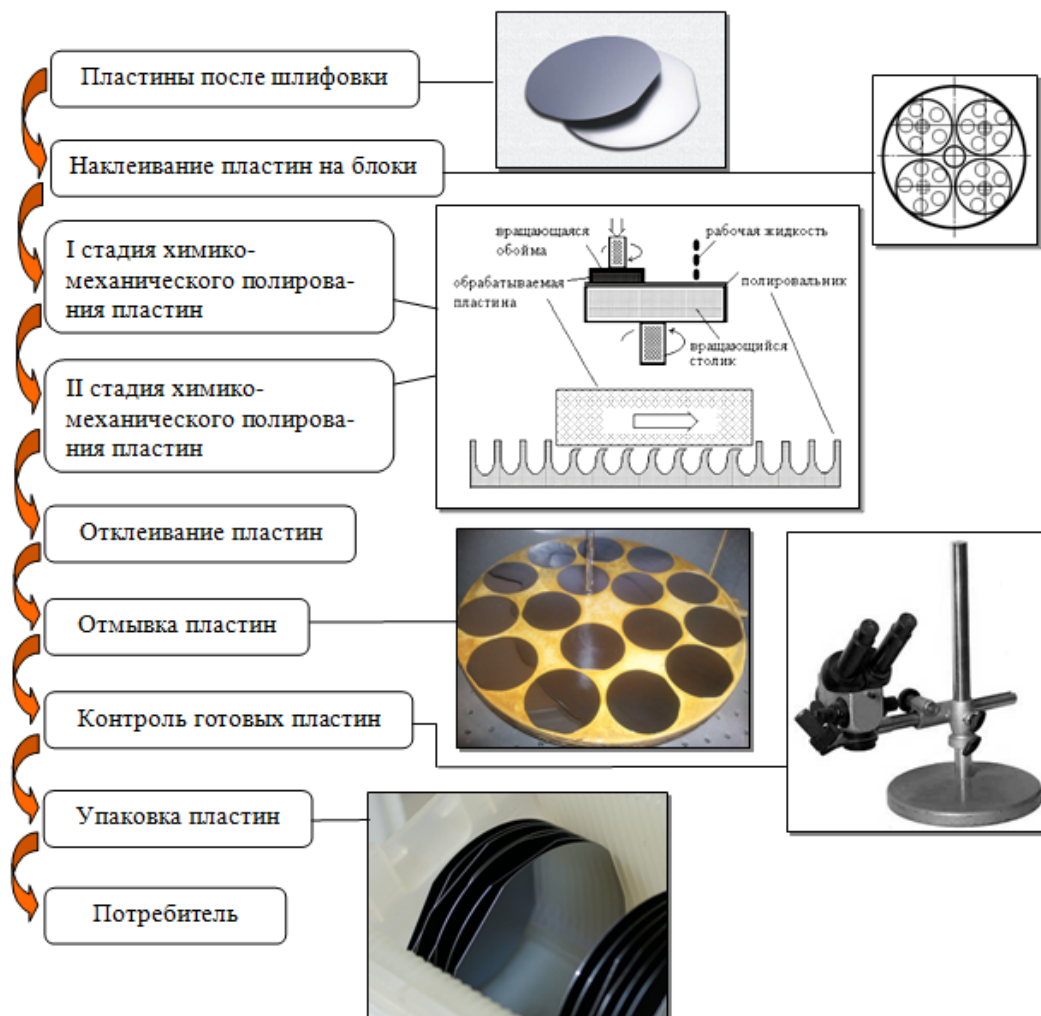 Пластины после шлифовки
Наклеивание пластин на блоки
I стадия химико-
механического полирова-
ния пластин
вращающаяся
обойма
рабочая жидкость
обрабатываемая
пластина
полировальник
вращающийся
столик
II стадия химико-
механического полирова-
ния пластин
Отклеивание пластин
Отмывка пластин
Контроль готовых пластин
Упаковка пластин
Потребитель